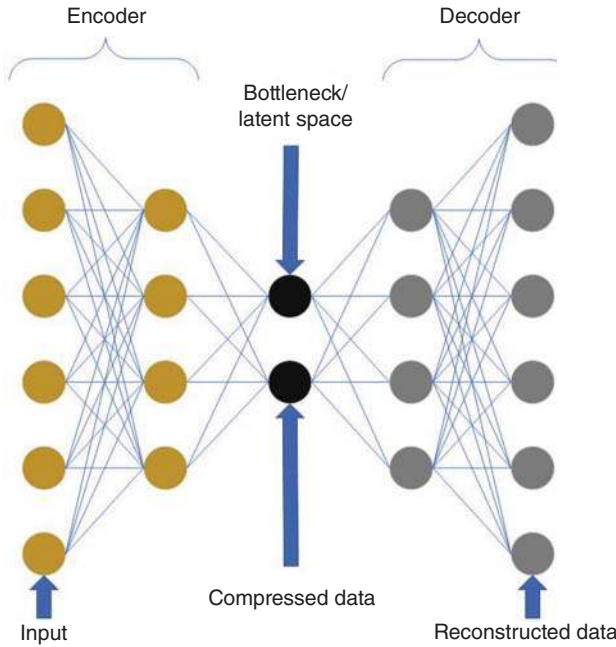 Encoder
Decoder
Bottleneck/
latent space
Compressed data
Input
Reconstructed data